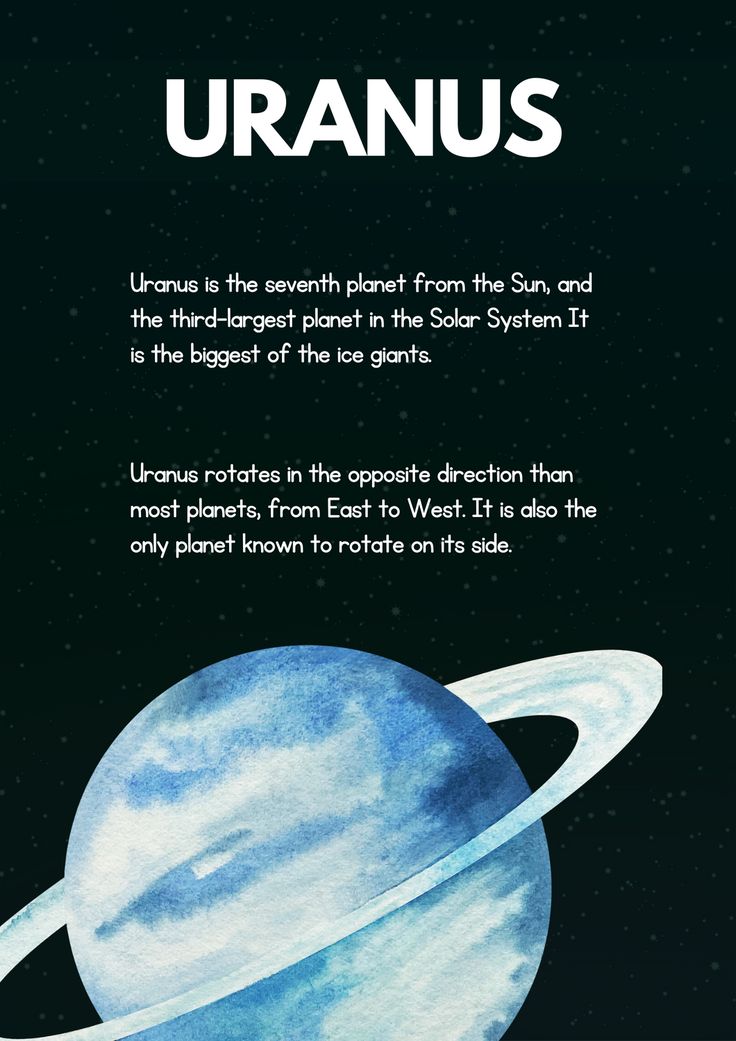 URANUS
Uranus is the seventh planet from the Sun, and
the third-largest planet in the Solar System It
is the biggest of the ice giants.
Uranus rotates in the opposite direction than
most planets, from East to West. It is also the
only planet known to rotate on its side.